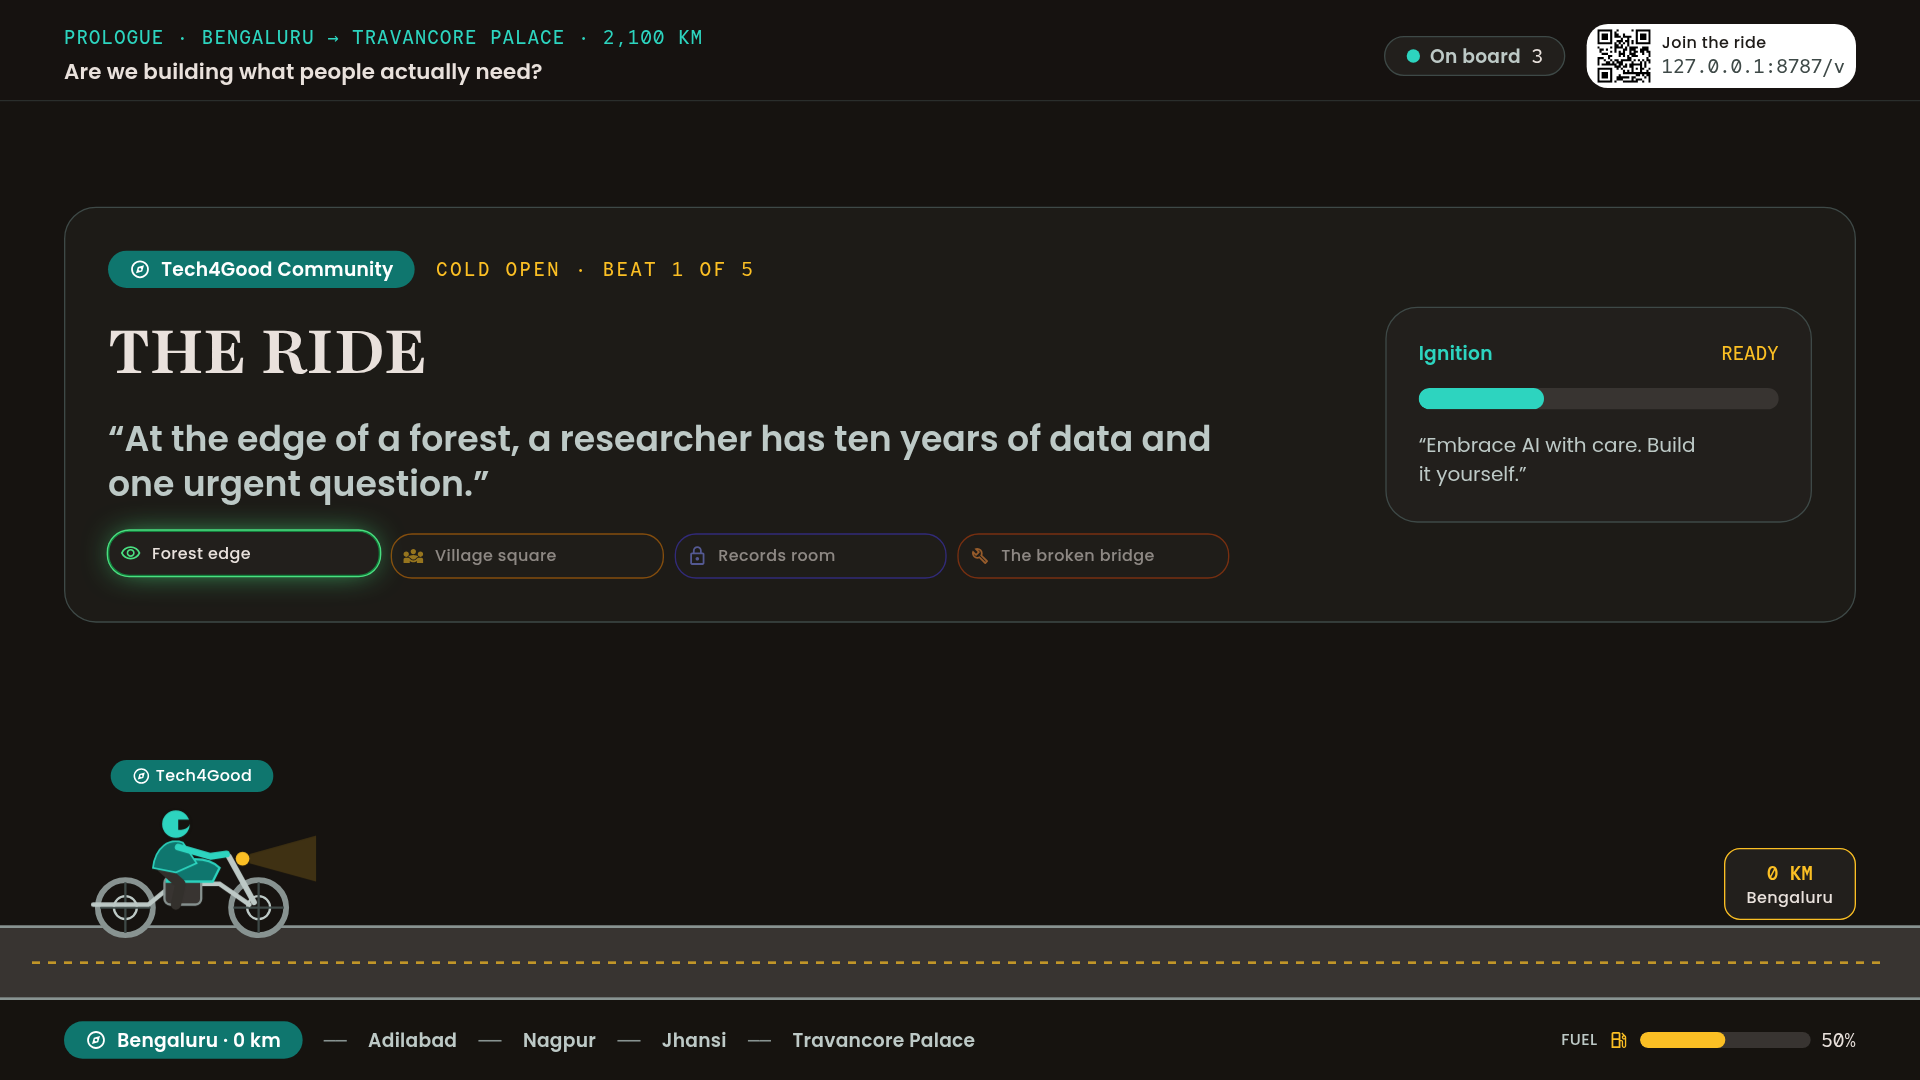 PROLOGUE · BENGALURU → TRAVANCORE PALACE · 2,100 KM
Are we building what people actually need?
On board 3
Join the ride
127.0.0.1:8787/v
Tech4Good Community
COLD OPEN · BEAT 1 OF 5
THE RIDE
“At the edge of a forest, a researcher has ten years of data and
one urgent question.”
Forest edge
Village square
Records room
The broken bridge
Ignition
READY
“Embrace AI with care. Build
it yourself.”
Tech4Good
0 KM
Bengaluru
Bengaluru · 0 km — Adilabad — Nagpur — Jhansi — Travancore Palace
FUEL 50%